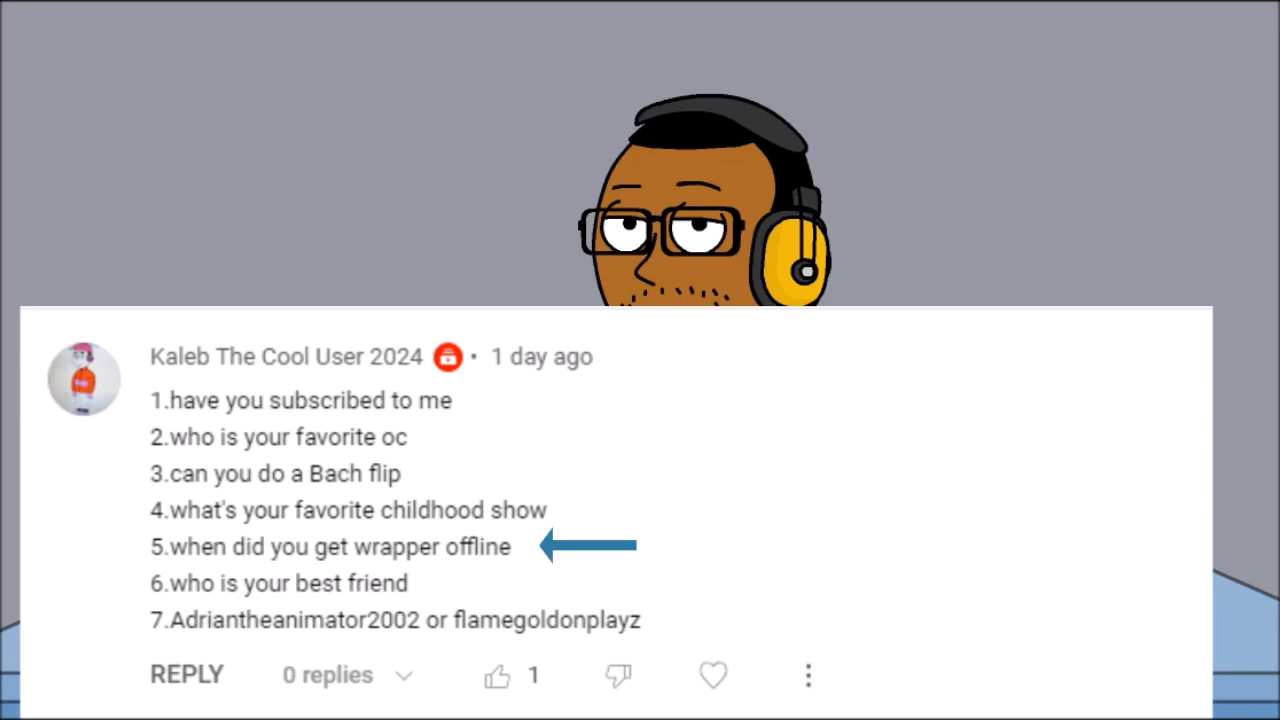 Kaleb The Cool User 2024 • 1 day ago
1.have you subscribed to me
2.who is your favorite oc
3.can you do a Bach flip
4.what's your favorite childhood show
5.when did you get wrapper offline
6.who is your best friend
7.Adriantheanimator2002 or flamegoldonplayz
REPLY 0 replies 1